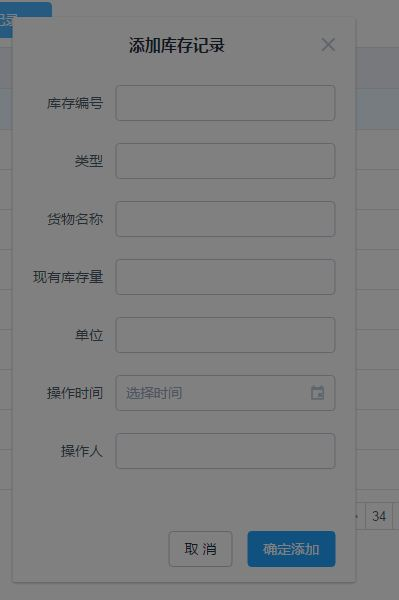 记录
添加库存记录
库存编号
类型
货物名称
现有库存量
单位
操作时间 选择时间
操作人
34
取 消 确定添加